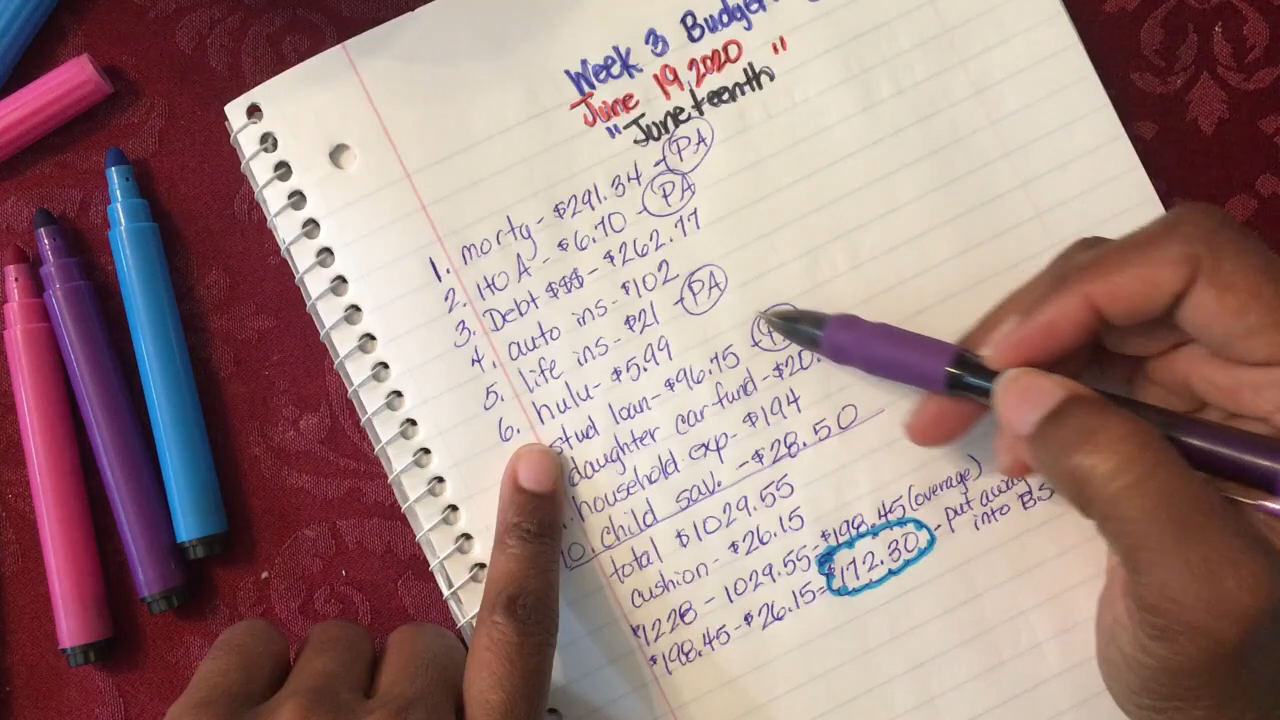 Week 3 Budget
June 19 2020
"Juneteenth"
1. mortg - $291.34 - PA
2. HOA - $6.70 - PA
3. Debt $$$ - $262.77
4. auto ins - $102
5. life ins - $21 - PA
6. hulu - $5.99
stud loan - $96.75
daughter car fund - $20.
household exp - $194
10. child sav. - $28.50
total $1029.55
cushion - $26.15
$1228 - 1029.55 = $198.45 (overage)
$198.45 - $26.15 = $172.30 - put away
into B.S